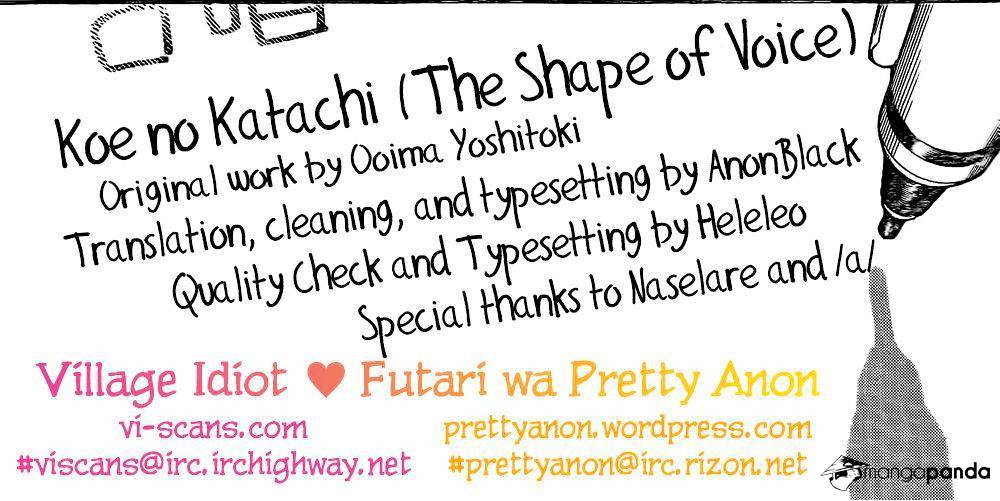 Koe no Katachi (The Shape of Voice)
Original work by Ooima Yoshitoki
Translation, cleaning, and typesetting by AnonBlack
Quality Check and Typesetting by Heleleo
Special thanks to Naselare and /a/
Village Idiot ♥ Futari wa Pretty Anon
vi-scans.com prettyanon.wordpress.com
#viscans@irc.irchighway.net #prettyanon@irc.rizon.net
mangapanda